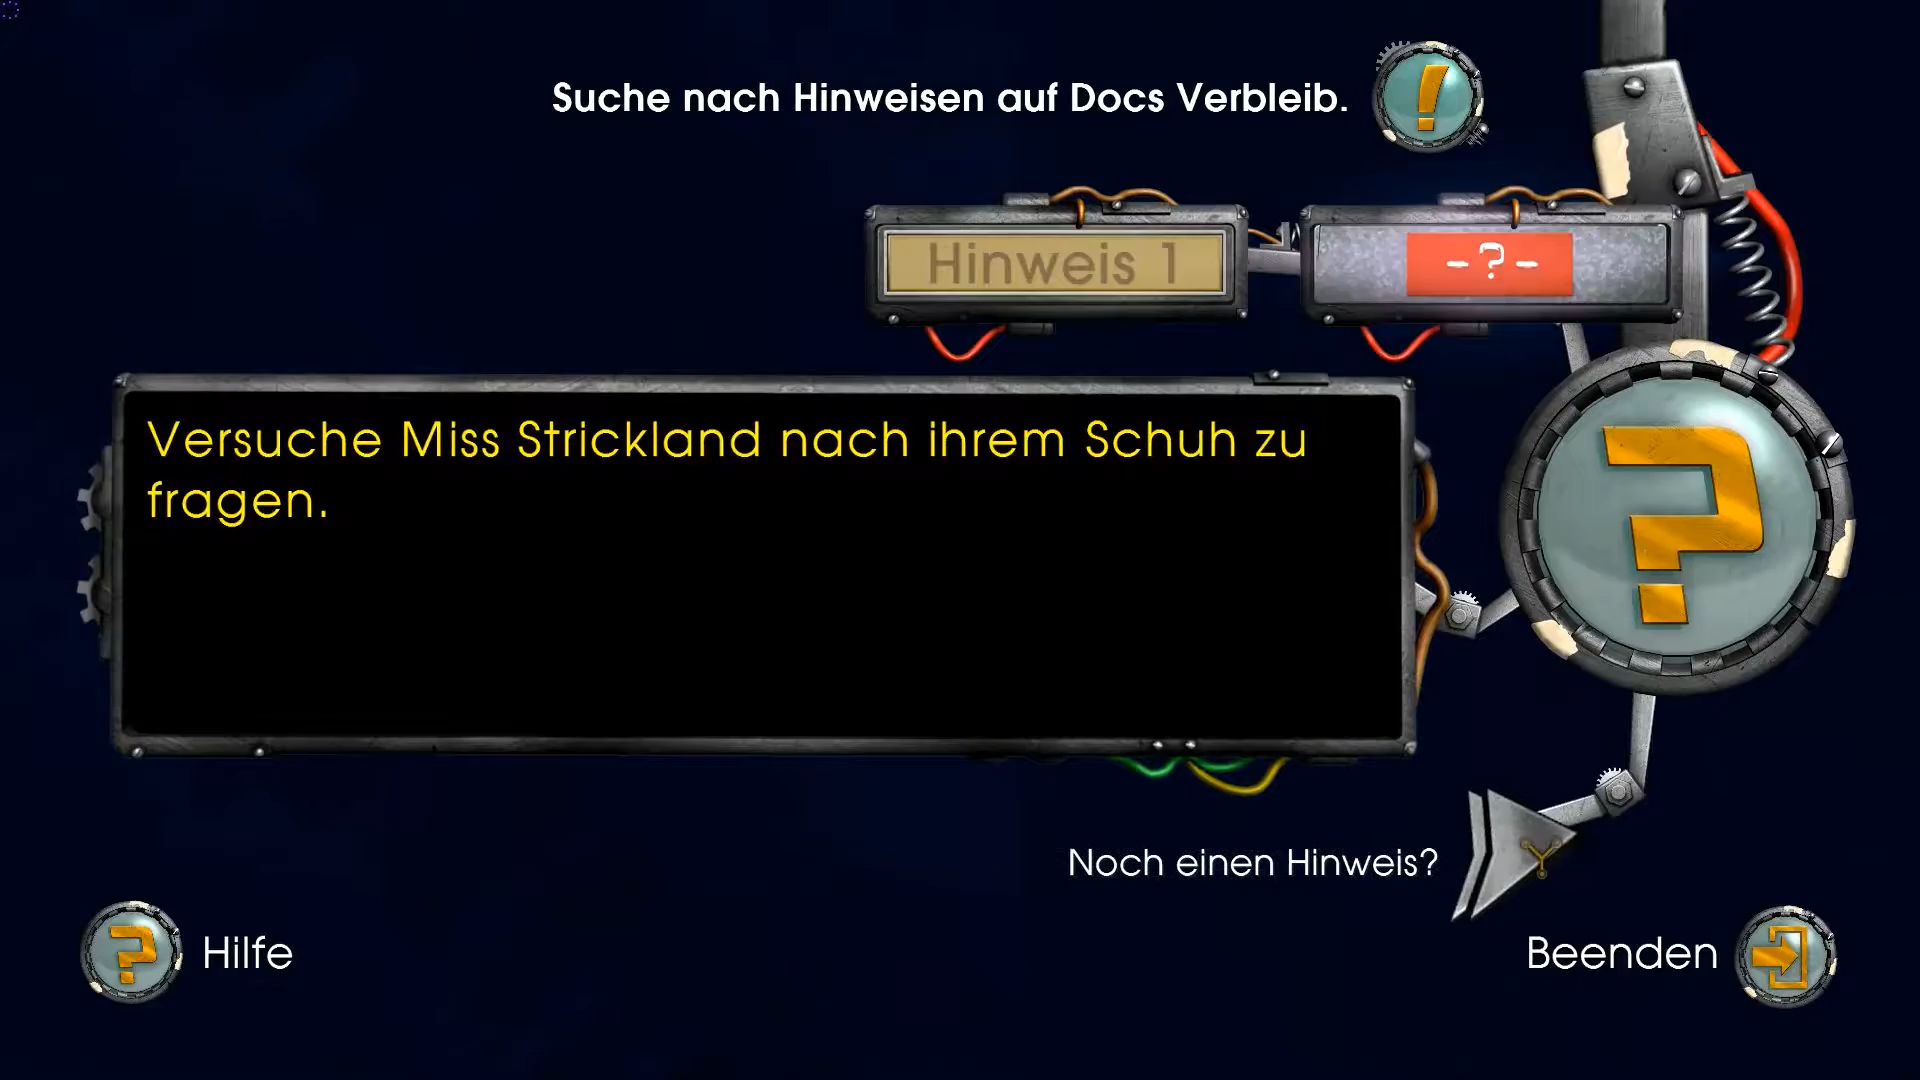 Suche nach Hinweisen auf Docs Verbleib.
Hinweis 1
-?-
Versuche Miss Strickland nach ihrem Schuh zu
fragen.
Noch einen Hinweis?
Hilfe
Beenden